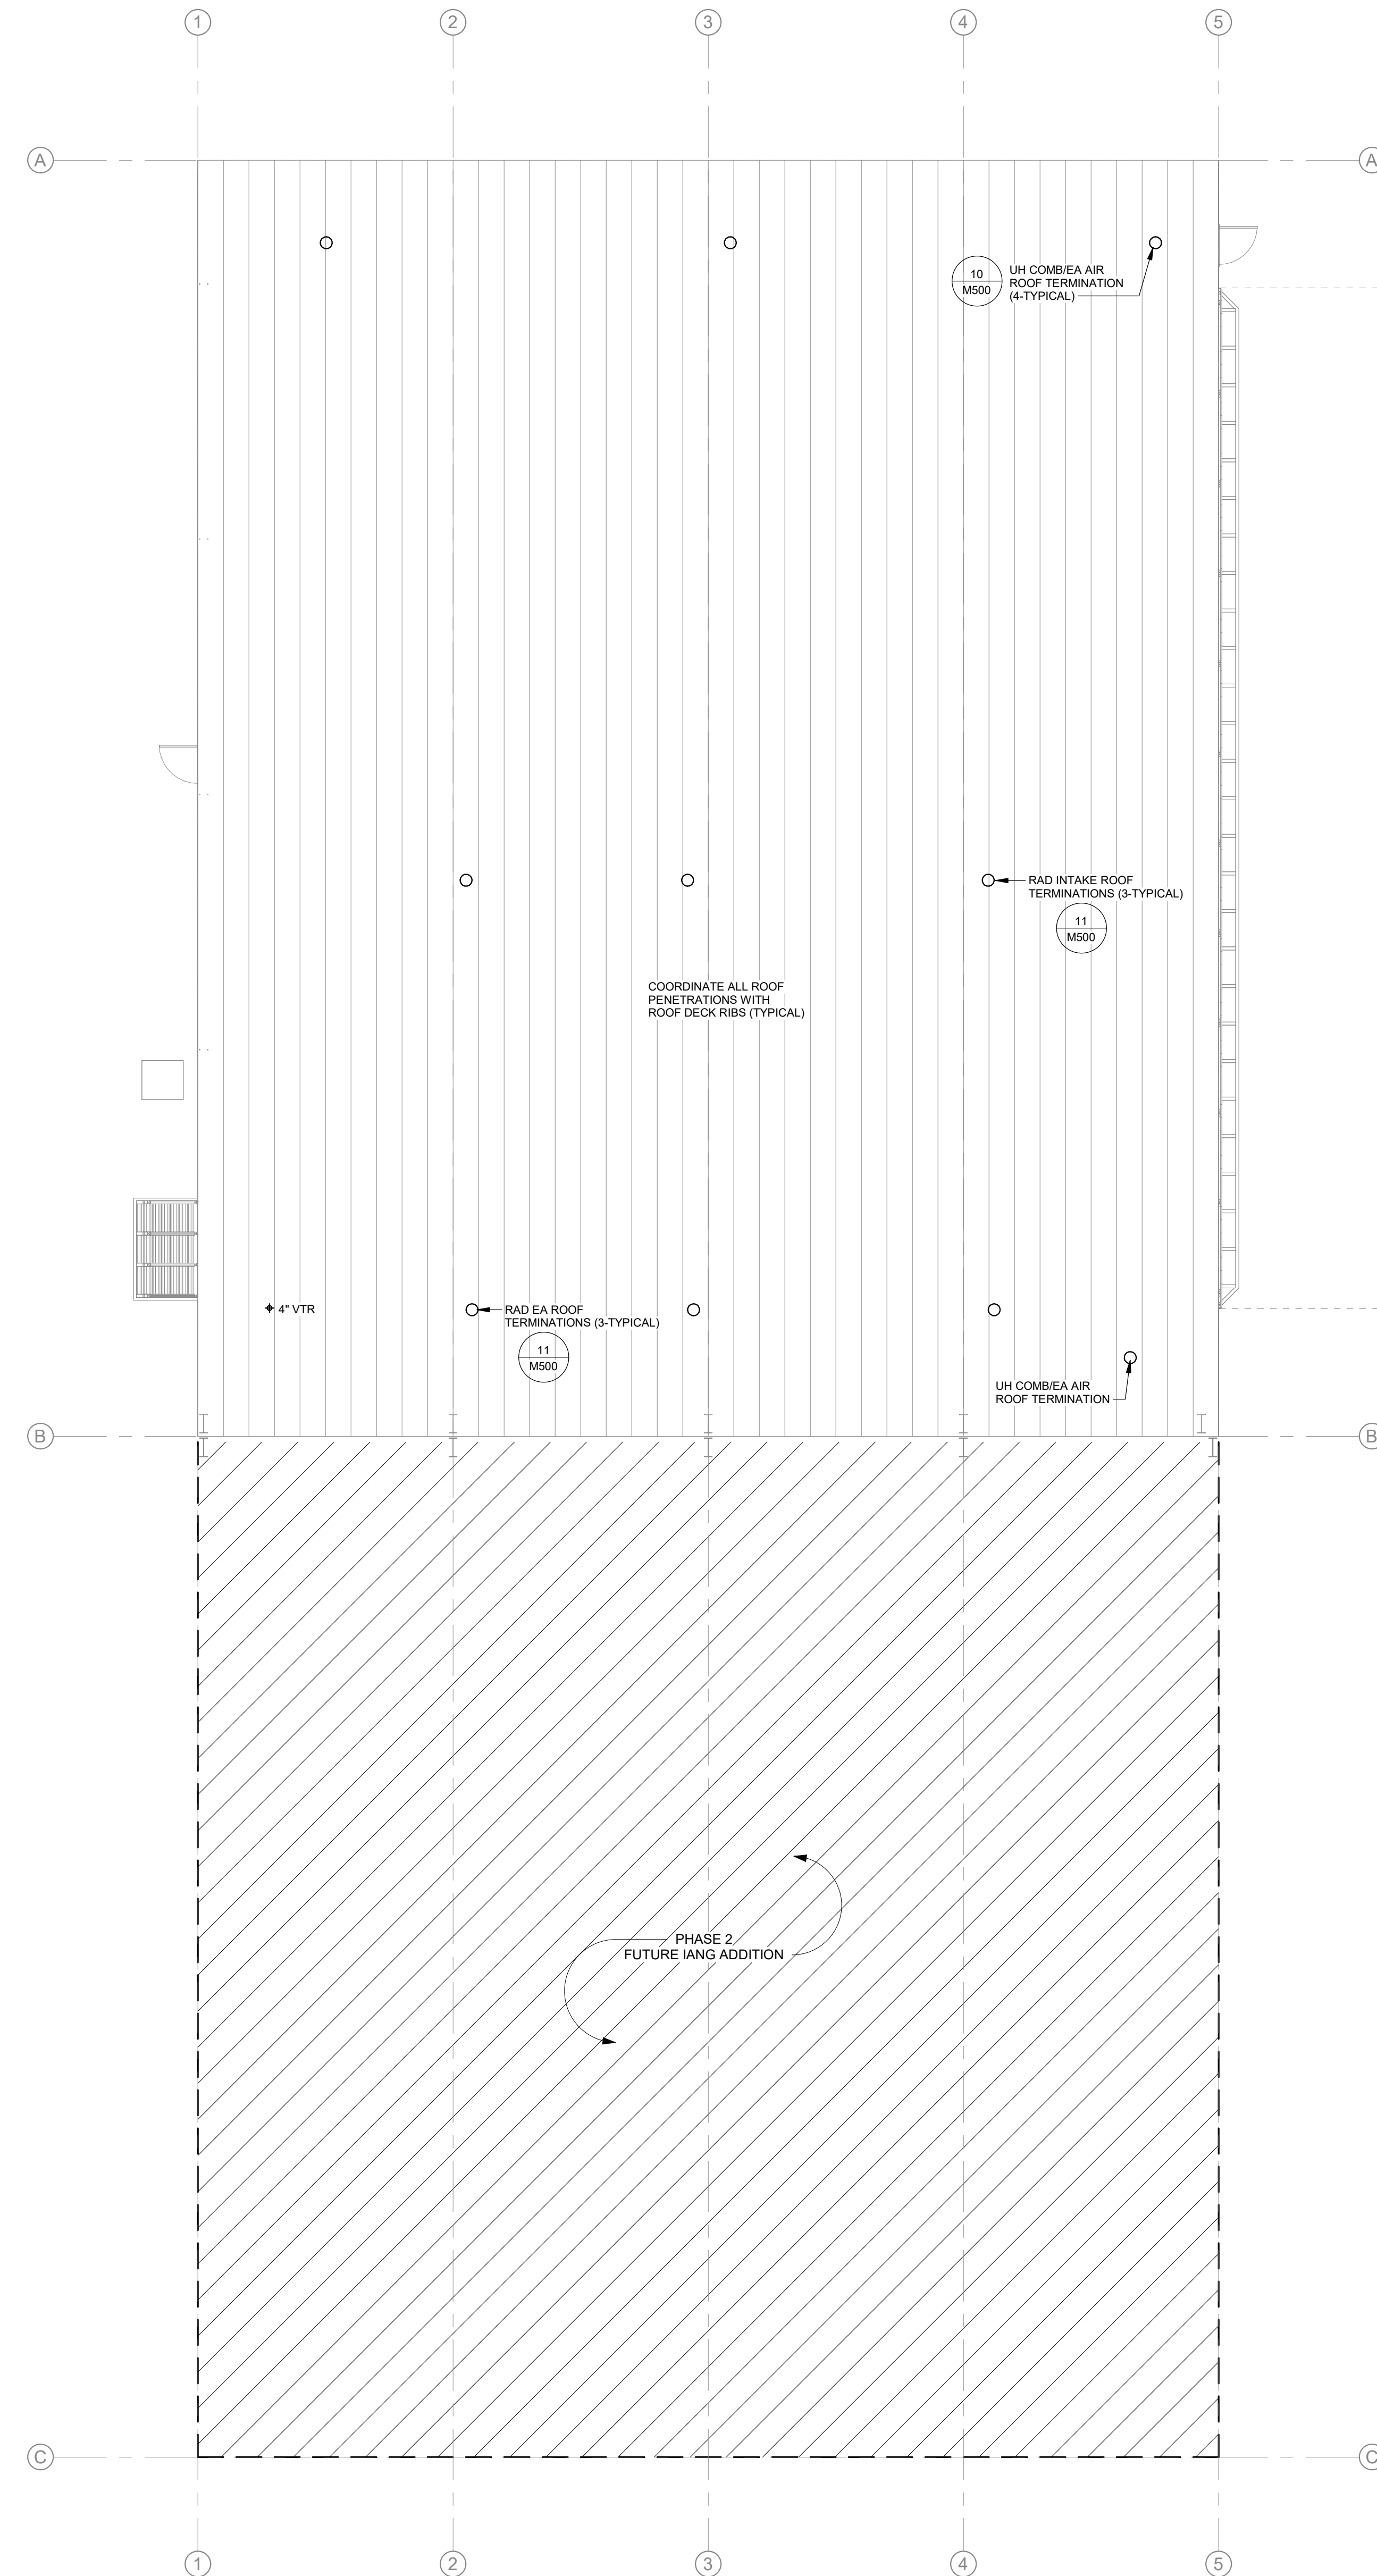 1
2
3
4
5
A
A
10
M500
UH COMB/EA AIR
ROOF TERMINATION
(4-TYPICAL)
RAD INTAKE ROOF
TERMINATIONS (3-TYPICAL)
11
M500
COORDINATE ALL ROOF
PENETRATIONS WITH
ROOF DECK RIBS (TYPICAL)
4" VTR
RAD EA ROOF
TERMINATIONS (3-TYPICAL)
11
M500
UH COMB/EA AIR
ROOF TERMINATION
B
B
PHASE 2
FUTURE IANG ADDITION
C
C
1
2
3
4
5